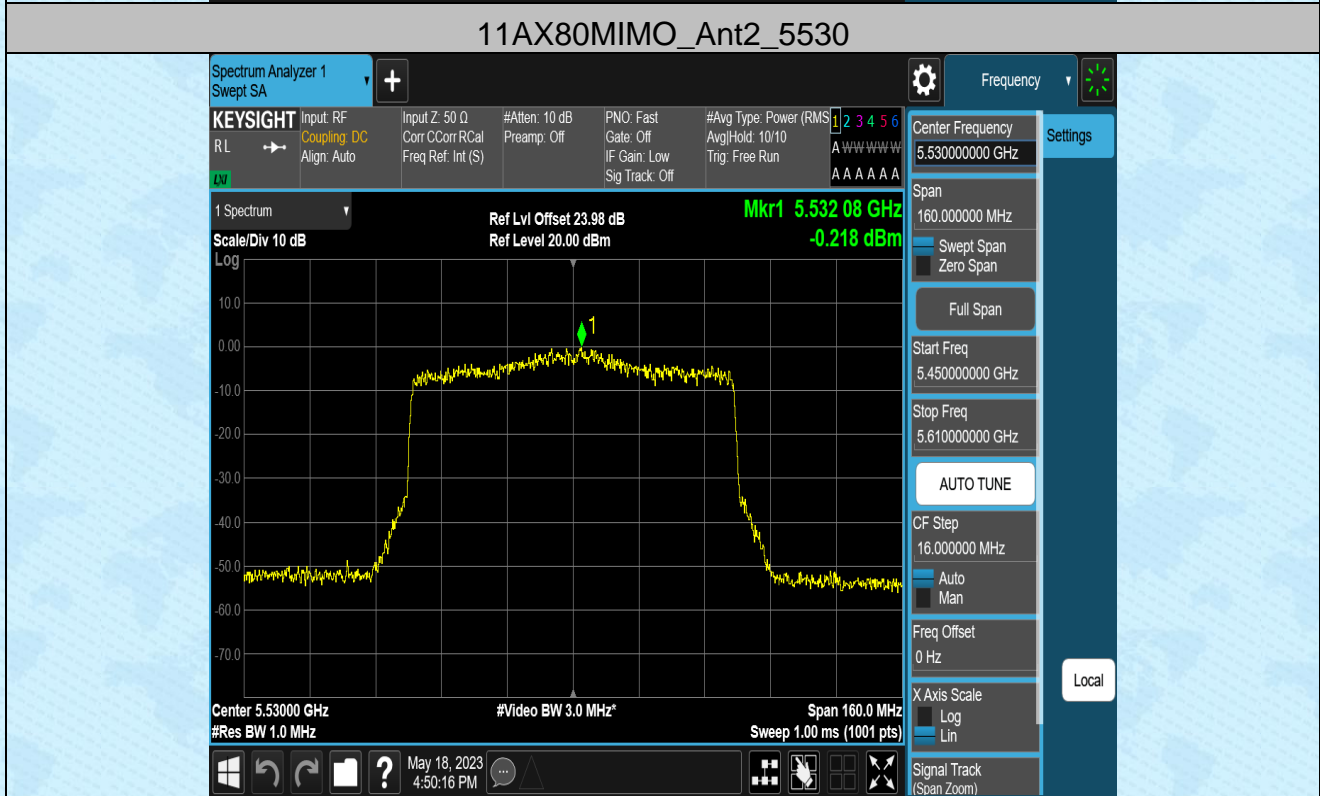 11AX80MIMO_Ant2_5530
Spectrum Analyzer 1
Swept SA
Frequency
KEYSIGHT
RL
LXI
Input: RF
Coupling: DC
Align: Auto
Input Z: 50 Ω
Corr CCorr RCal
Freq Ref: Int (S)
#Atten: 10 dB
Preamp: Off
PNO: Fast
Gate: Off
IF Gain: Low
Sig Track: Off
#Avg Type: Power (RMS
Avg|Hold: 10/10
Trig: Free Run
1 2 3 4 5 6
A W W W W W
A A A A A A
1 Spectrum
Scale/Div 10 dB
Log
Ref Lvl Offset 23.98 dB
Ref Level 20.00 dBm
Mkr1 5.532 08 GHz
-0.218 dBm
10.0
0.00
-10.0
-20.0
-30.0
-40.0
-50.0
-60.0
-70.0
1
Center 5.53000 GHz
#Res BW 1.0 MHz
#Video BW 3.0 MHz*
Span 160.0 MHz
Sweep 1.00 ms (1001 pts)
Center Frequency
5.530000000 GHz
Settings
Span
160.000000 MHz
Swept Span
Zero Span
Full Span
Start Freq
5.450000000 GHz
Stop Freq
5.610000000 GHz
AUTO TUNE
CF Step
16.000000 MHz
Auto
Man
Freq Offset
0 Hz
X Axis Scale
Log
Lin
Local
Signal Track
(Span Zoom)
?
May 18, 2023
4:50:16 PM